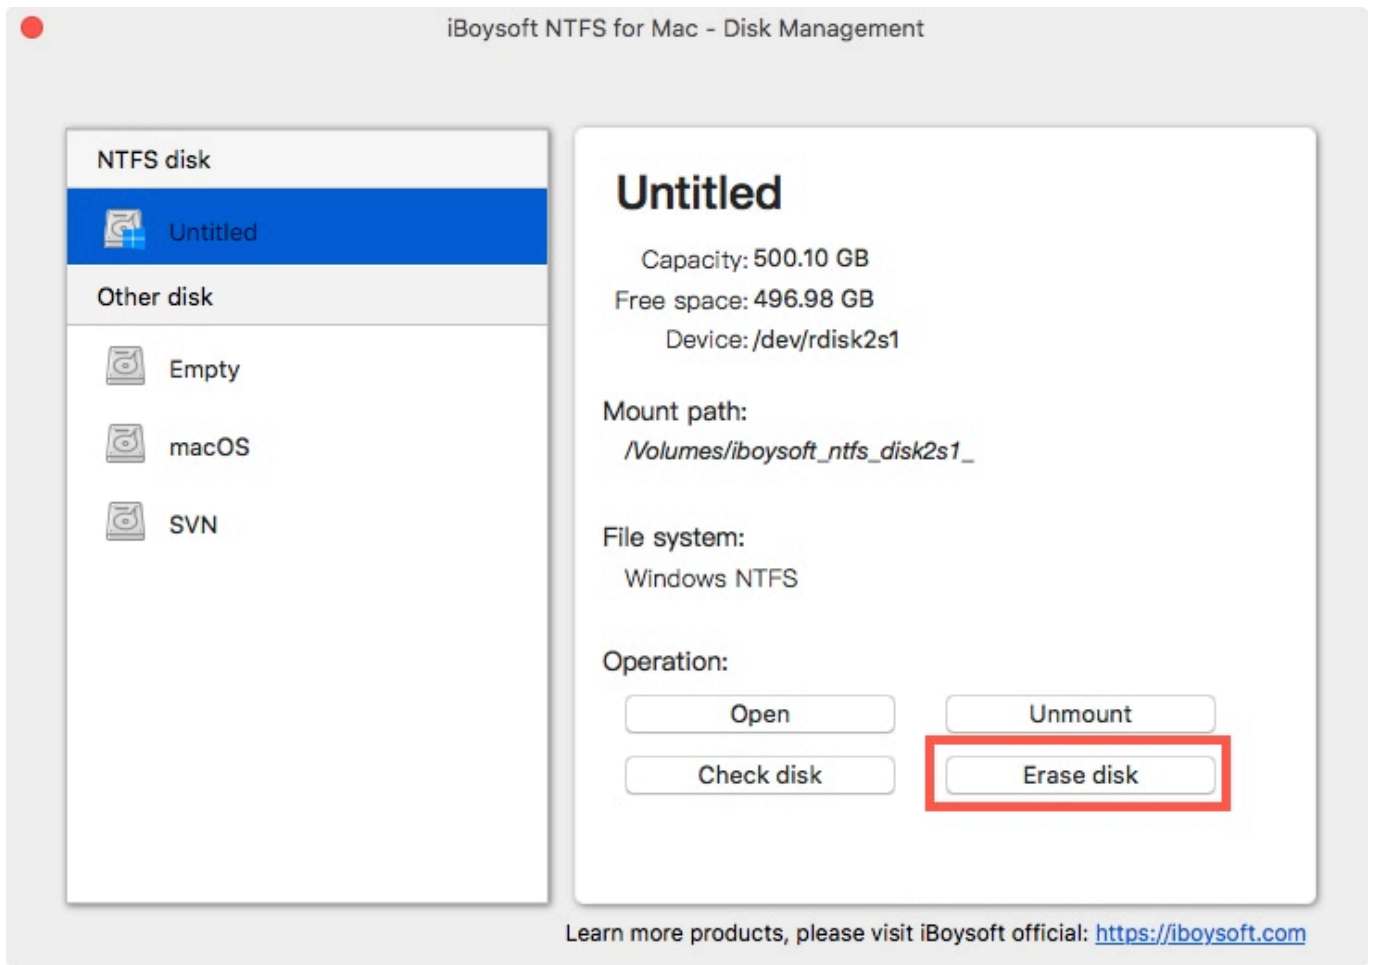 iBoysoft NTFS for Mac - Disk Management
NTFS disk
Untitled
Other disk
Empty
macOS
SVN
Untitled
Capacity: 500.10 GB
Free space: 496.98 GB
Device: /dev/rdisk2s1
Mount path:
/Volumes/iboysoft_ntfs_disk2s1_
File system:
Windows NTFS
Operation:
Open Unmount
Check disk Erase disk
Learn more products, please visit iBoysoft official: https://iboysoft.com